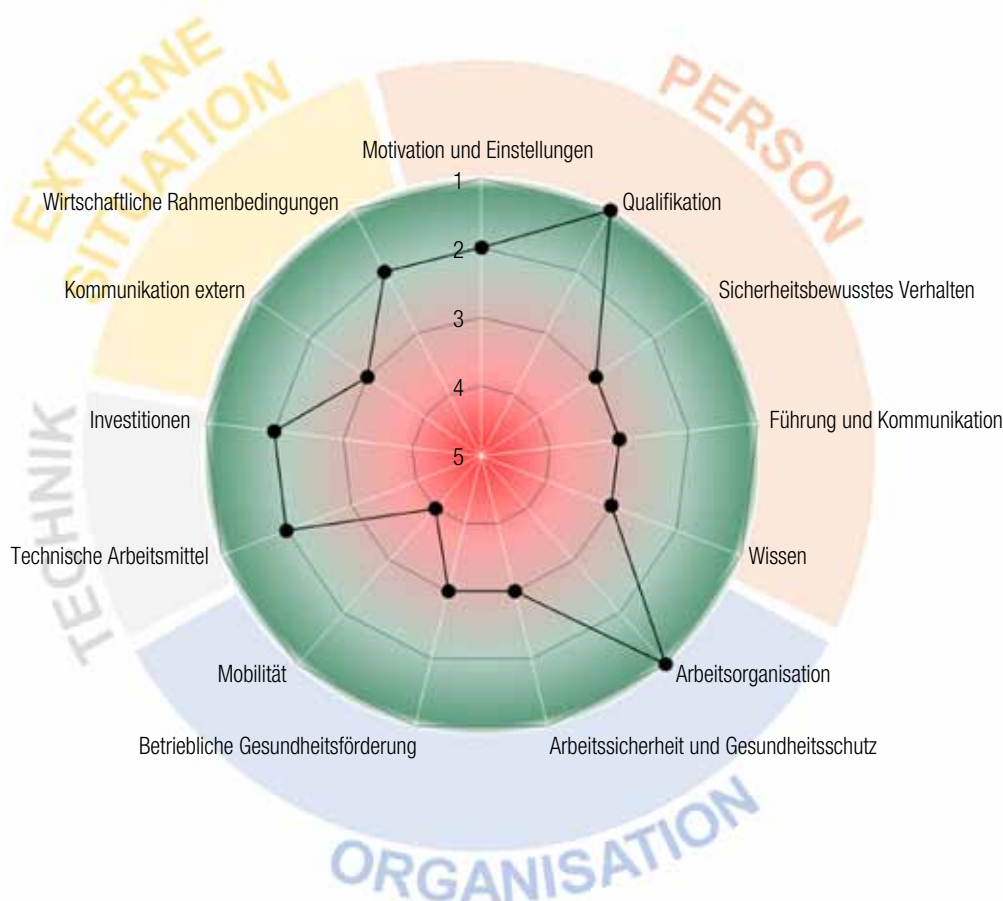 EXTERNE
SITUATION
PERSON
Motivation und Einstellungen
1
Wirtschaftliche Rahmenbedingungen
Qualifikation
2
Kommunikation extern
Sicherheitsbewusstes Verhalten
3
4
Investitionen
Führung und Kommunikation
5
TECHNIK
Technische Arbeitsmittel
Wissen
Mobilität
Arbeitsorganisation
Betriebliche Gesundheitsförderung
Arbeitssicherheit und Gesundheitsschutz
ORGANISATION